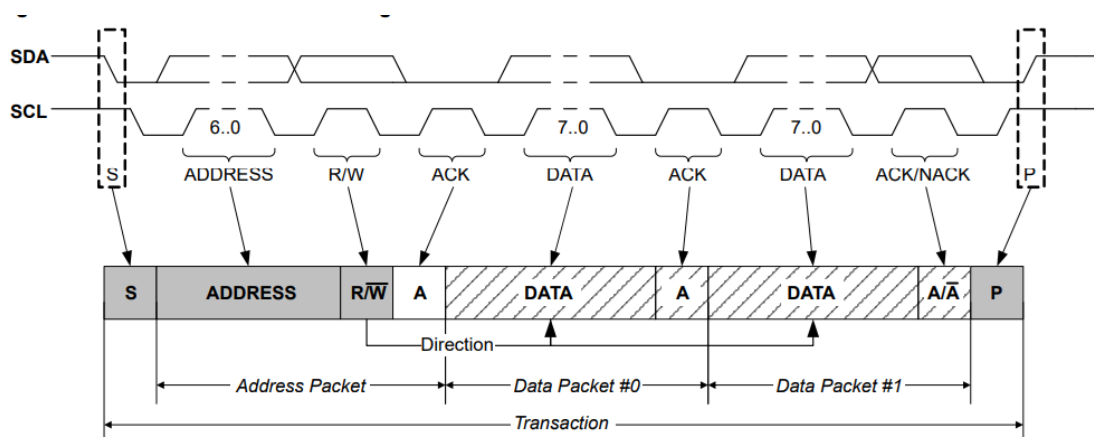 SDA
SCL
6..0 7..0 7..0
S ADDRESS R/W ACK DATA ACK DATA ACK/NACK P
S ADDRESS R/W̅ A DATA A DATA A/A̅ P
Direction
Address Packet Data Packet #0 Data Packet #1
Transaction